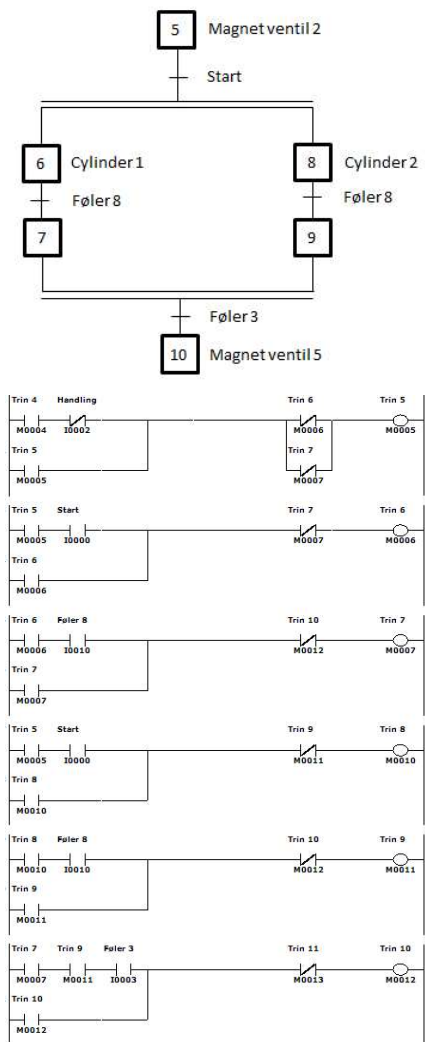 5 Magnet ventil 2
Start
6 Cylinder 1 8 Cylinder 2
Føler 8 Føler 8
7 9
Føler 3
10 Magnet ventil 5
Trin 4 Handling Trin 6 Trin 5
M0004 I0002 M0006 M0005
Trin 5 Trin 7
M0005 M0007
Trin 5 Start Trin 7 Trin 6
M0005 I0000 M0007 M0006
Trin 6
M0006
Trin 6 Føler 8 Trin 10 Trin 7
M0006 I0010 M0012 M0007
Trin 7
M0007
Trin 5 Start Trin 9 Trin 8
M0005 I0000 M0011 M0010
Trin 8
M0010
Trin 8 Føler 8 Trin 10 Trin 9
M0010 I0010 M0012 M0011
Trin 9
M0011
Trin 7 Trin 9 Føler 3 Trin 11 Trin 10
M0007 M0011 I0003 M0013 M0012
Trin 10
M0012